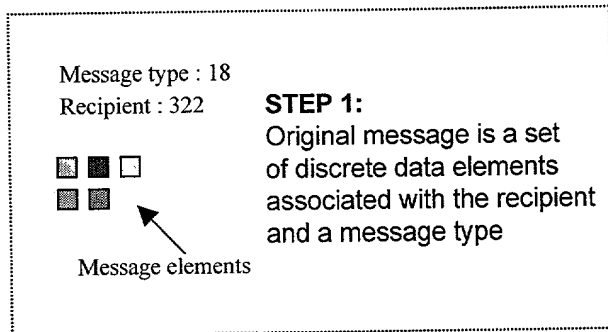 Message type : 18
Recipient : 322
STEP 1:
Original message is a set
of discrete data elements
associated with the recipient
and a message type
Message elements